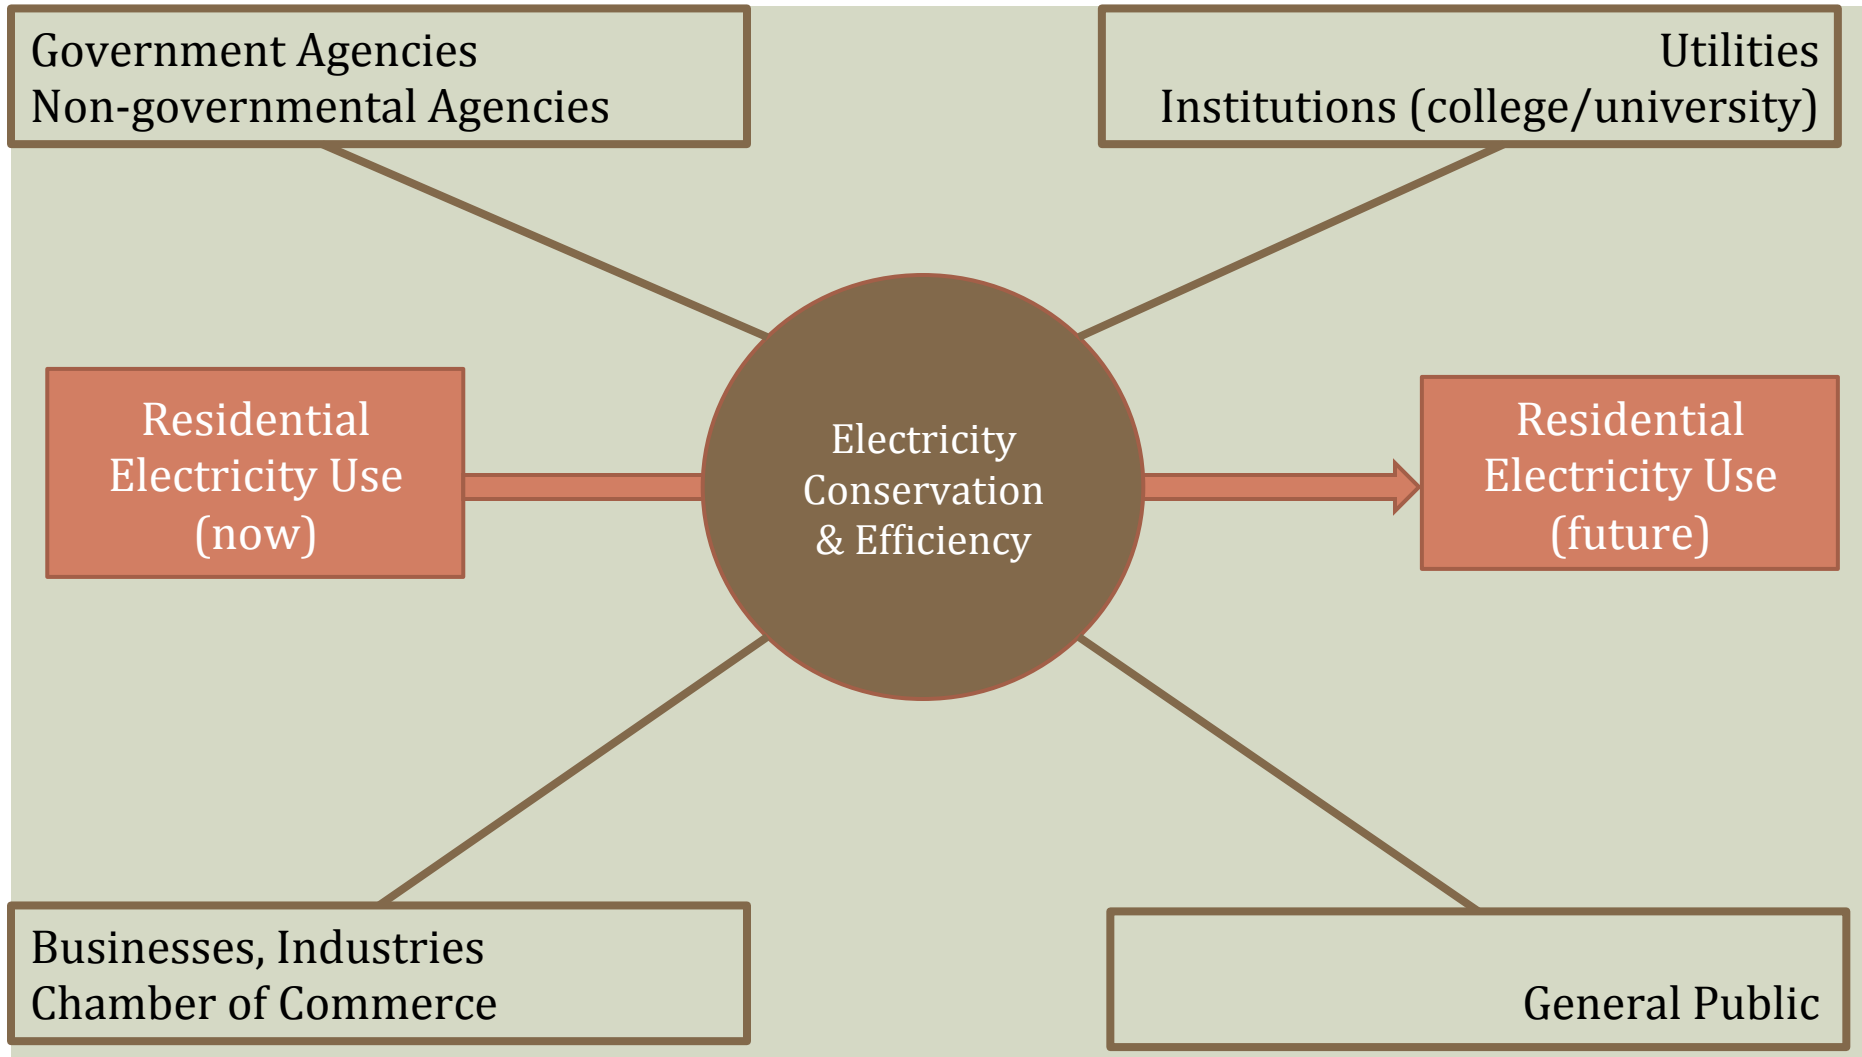 Government Agencies
Non-governmental Agencies
Utilities
Institutions (college/university)
Residential
Electricity Use
(now)
Electricity
Conservation
& Efficiency
Residential
Electricity Use
(future)
Businesses, Industries
Chamber of Commerce
General Public